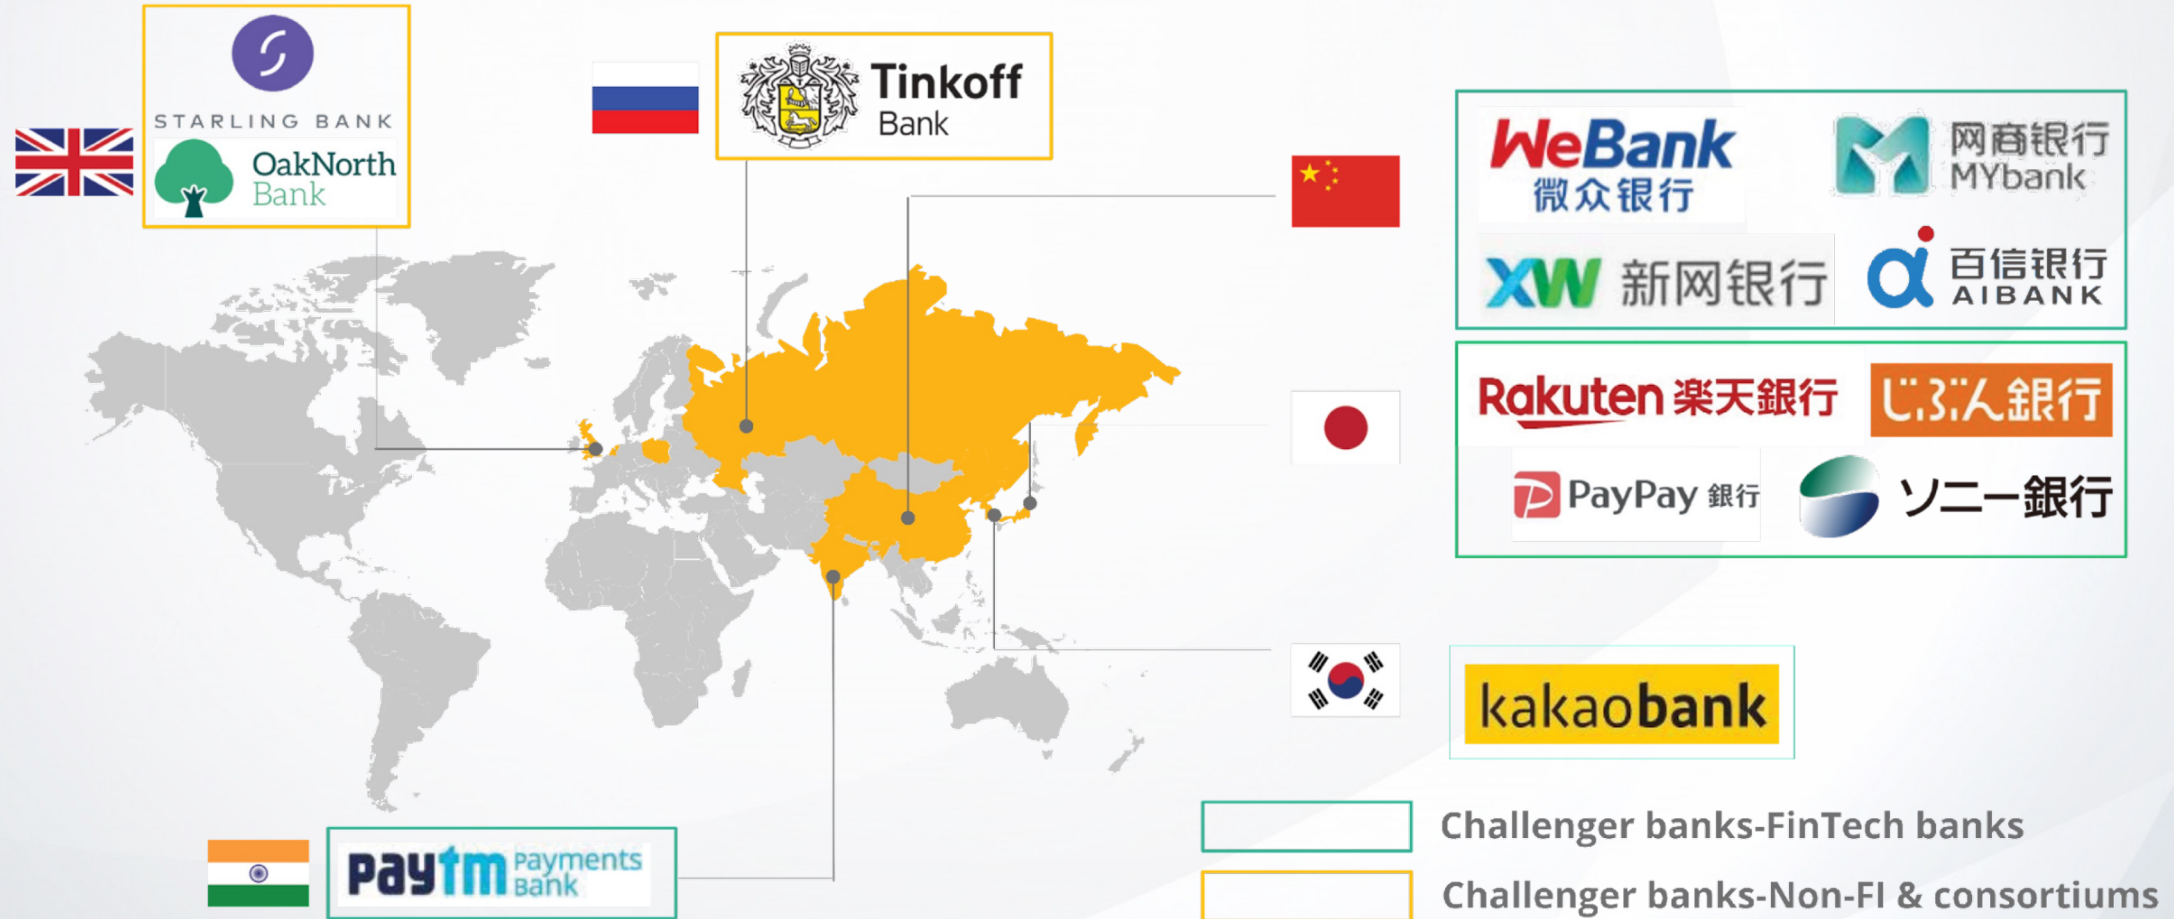 STARLING BANK
OakNorth
Bank
Tinkoff
Bank
WeBank
微众银行
网商银行
MYbank
XW 新网银行
百信银行
AIBANK
Rakuten 楽天銀行
じぶん銀行
PayPay 銀行
ソニー銀行
kakaobank
paytm Payments
Bank
Challenger banks-FinTech banks
Challenger banks-Non-FI & consortiums